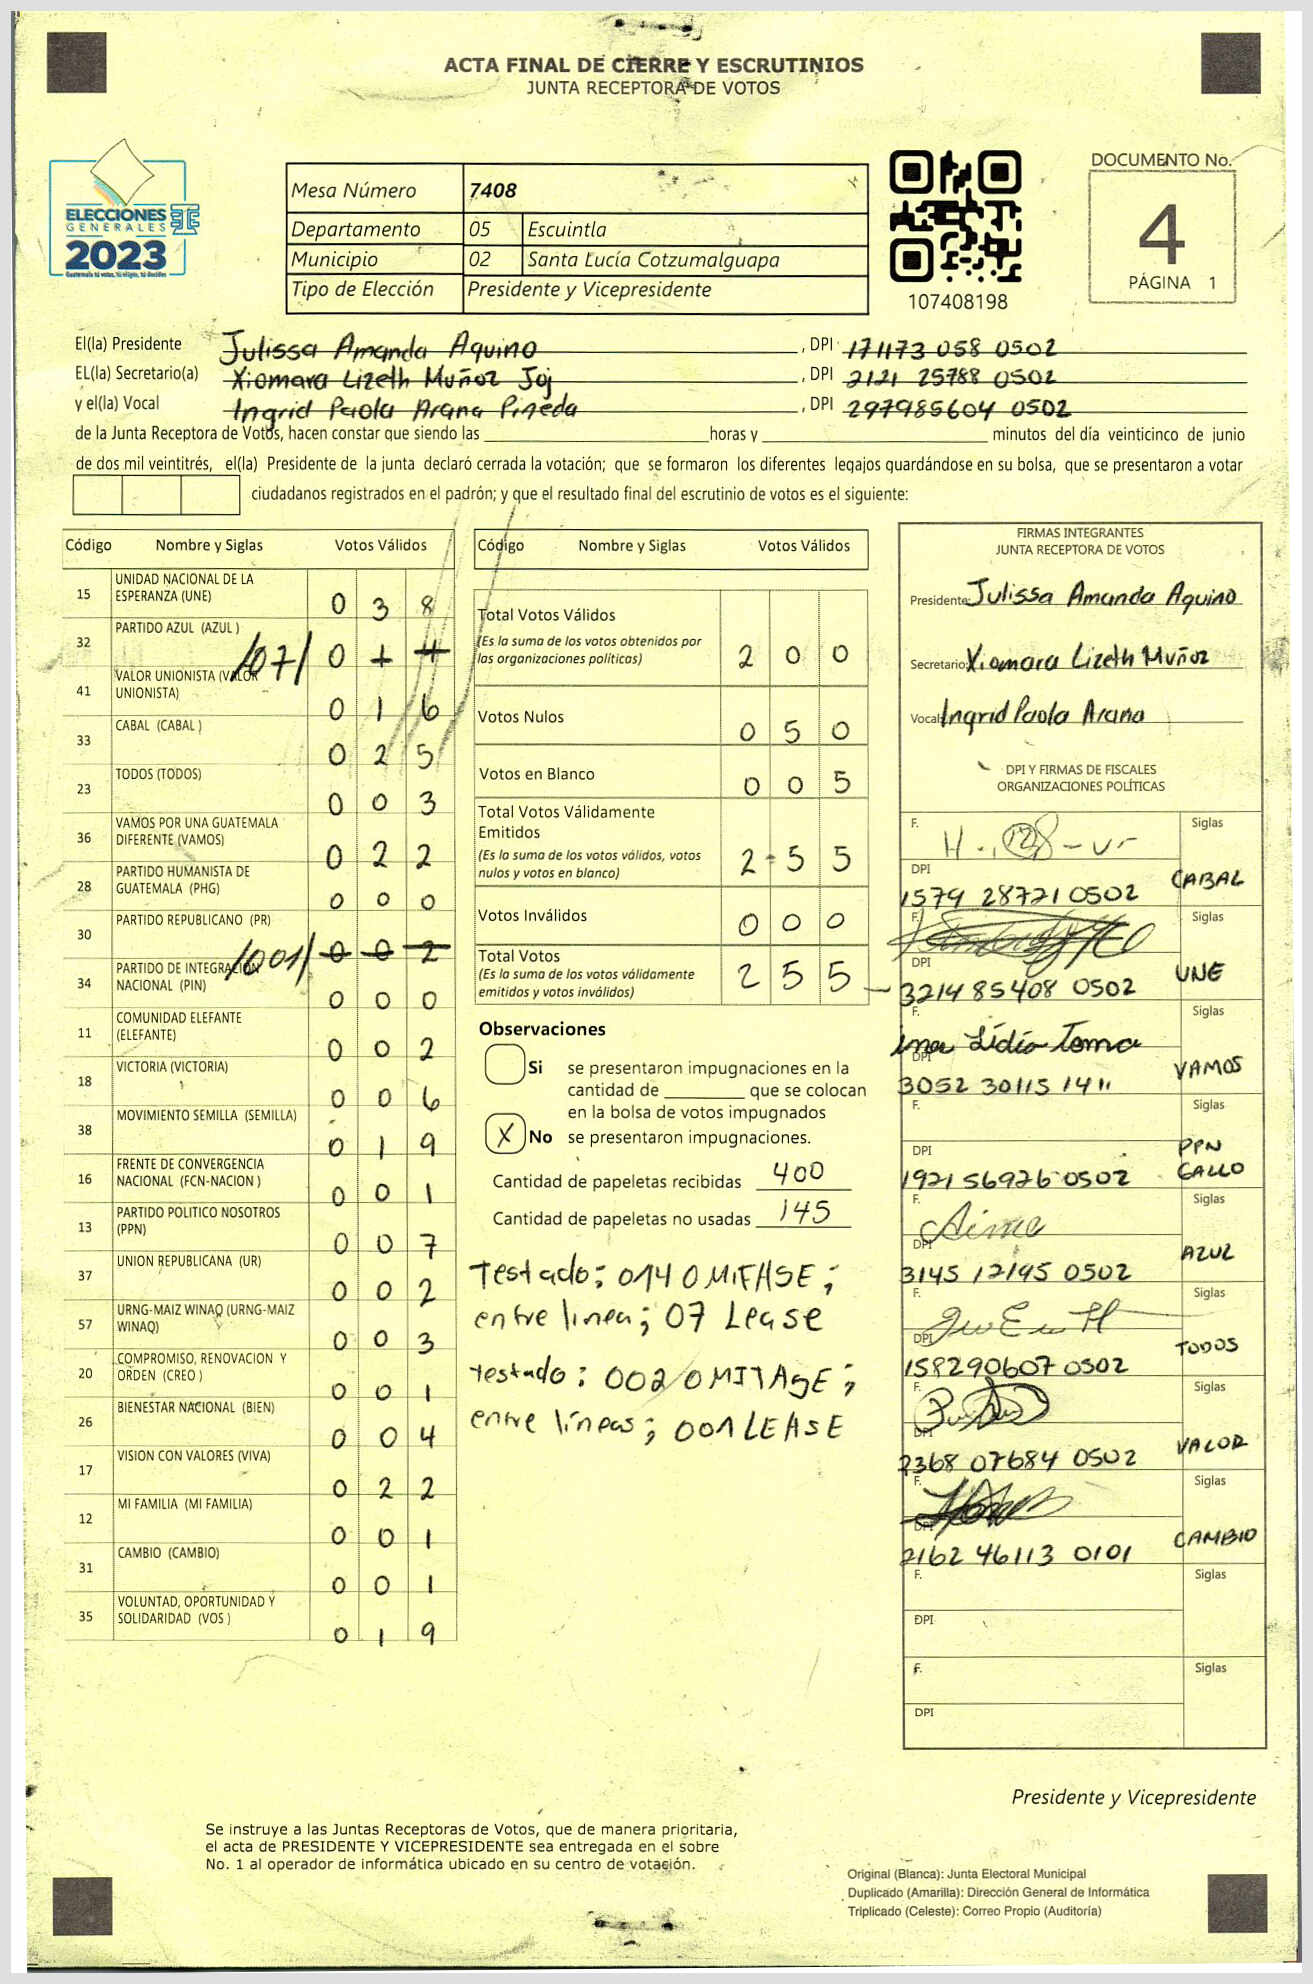 ACTA FINAL DE CIERRE Y ESCRUTINIOS
JUNTA RECEPTORA DE VOTOS
ELECCIONES
GENERALES
2023
Guatemala tú votas, tú eliges, tú decides
Mesa Número 7408
Departamento 05 Escuintla
Municipio 02 Santa Lucía Cotzumalguapa
Tipo de Elección Presidente y Vicepresidente
107408198
DOCUMENTO No.
4
PÁGINA 1
El(la) Presidente Julissa Amanda Aquino, DPI 171173 058 0502
EL(la) Secretario(a) Xiomara Lizeth Muñoz Joj, DPI 2121 25788 0502
y el(la) Vocal Ingrid Paola Arana Pineda, DPI 297985604 0502
de la Junta Receptora de Votos, hacen constar que siendo las ____ horas y ____ minutos del día veinticinco de junio
de dos mil veintitrés, el(la) Presidente de la junta declaró cerrada la votación; que se formaron los diferentes legajos guardándose en su bolsa, que se presentaron a votar
ciudadanos registrados en el padrón; y que el resultado final del escrutinio de votos es el siguiente:
Código Nombre y Siglas Votos Válidos
15 UNIDAD NACIONAL DE LA
ESPERANZA (UNE) 0 3 8
32 PARTIDO AZUL (AZUL ) /07/ 0 1 4
41 VALOR UNIONISTA (VALOR
UNIONISTA) 0 1 6
33 CABAL (CABAL ) 0 2 5
23 TODOS (TODOS) 0 0 3
36 VAMOS POR UNA GUATEMALA
DIFERENTE (VAMOS) 0 2 2
28 PARTIDO HUMANISTA DE
GUATEMALA (PHG) 0 0 0
30 PARTIDO REPUBLICANO (PR) /001/ 0 0 2
34 PARTIDO DE INTEGRACION
NACIONAL (PIN) 0 0 0
11 COMUNIDAD ELEFANTE
(ELEFANTE) 0 0 2
18 VICTORIA (VICTORIA) 0 0 6
38 MOVIMIENTO SEMILLA (SEMILLA) 0 1 9
16 FRENTE DE CONVERGENCIA
NACIONAL (FCN-NACION ) 0 0 1
13 PARTIDO POLITICO NOSOTROS
(PPN) 0 0 7
37 UNION REPUBLICANA (UR) 0 0 2
57 URNG-MAIZ WINAQ (URNG-MAIZ
WINAQ) 0 0 3
20 COMPROMISO, RENOVACION Y
ORDEN (CREO ) 0 0 1
26 BIENESTAR NACIONAL (BIEN) 0 0 4
17 VISION CON VALORES (VIVA) 0 2 2
12 MI FAMILIA (MI FAMILIA) 0 0 1
31 CAMBIO (CAMBIO) 0 0 1
35 VOLUNTAD, OPORTUNIDAD Y
SOLIDARIDAD (VOS ) 0 1 9
Código Nombre y Siglas Votos Válidos
Total Votos Válidos
(Es la suma de los votos obtenidos por
las organizaciones políticas) 2 0 0
Votos Nulos 0 5 0
Votos en Blanco 0 0 5
Total Votos Válidamente
Emitidos
(Es la suma de los votos válidos, votos
nulos y votos en blanco) 2 5 5
Votos Inválidos 0 0 0
Total Votos
(Es la suma de los votos válidamente
emitidos y votos inválidos) 2 5 5
Observaciones
Si se presentaron impugnaciones en la
cantidad de ____ que se colocan
en la bolsa de votos impugnados
X No se presentaron impugnaciones.
Cantidad de papeletas recibidas 400
Cantidad de papeletas no usadas 145
Testado; 014 OMITASE;
entre linea; 07 Lease
testado: 002 OMITASE;
entre líneas; 001 LEASE
FIRMAS INTEGRANTES
JUNTA RECEPTORA DE VOTOS
Presidente: Julissa Amanda Aquino
Secretario: Xiomara Lizeth Muñoz
Vocal: Ingrid Paola Arana
DPI Y FIRMAS DE FISCALES
ORGANIZACIONES POLÍTICAS
F. Siglas
DPI 1579 28721 0502 CABAL
F. Siglas
DPI 3214 85408 0502 UNE
F. Lidia Toma Siglas
DPI 3052 30115 1411 VAMOS
F. Siglas
DPI 1921 56926 0502 PPN GALLO
F. Siglas
DPI 3145 12195 0502 AZUL
F. Siglas
DPI 158290607 0502 TODOS
F. Siglas
DPI 2368 07684 0502 VALOR
F. Siglas
DPI 2162 46113 0101 CAMBIO
F. Siglas
DPI
F. Siglas
DPI
Presidente y Vicepresidente
Se instruye a las Juntas Receptoras de Votos, que de manera prioritaria,
el acta de PRESIDENTE Y VICEPRESIDENTE sea entregada en el sobre
No. 1 al operador de informática ubicado en su centro de votación.
Original (Blanca): Junta Electoral Municipal
Duplicado (Amarilla): Dirección General de Informática
Triplicado (Celeste): Correo Propio (Auditoría)